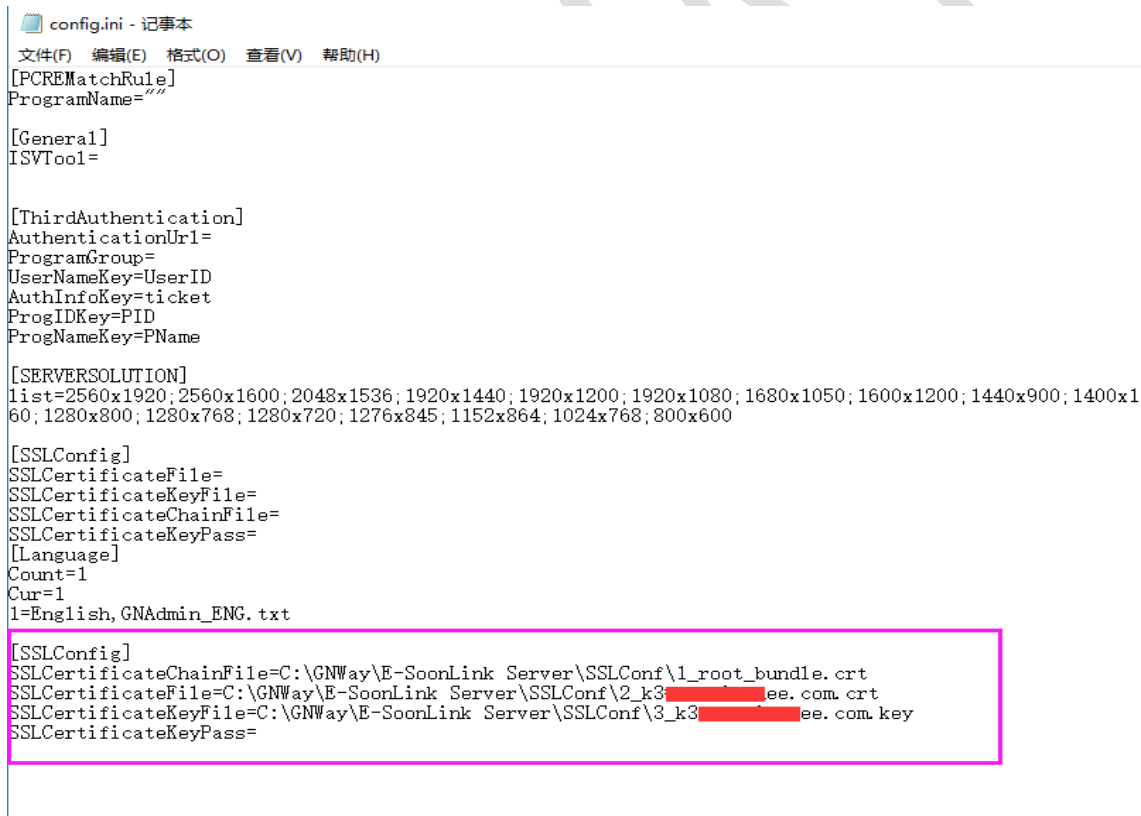 config.ini - 记事本
文件(F) 编辑(E) 格式(O) 查看(V) 帮助(H)
[PCREMatchRule]
ProgramName=""
[General]
ISVTool=
[ThirdAuthentication]
AuthenticationUrl=
ProgramGroup=
UserNameKey=UserID
AuthInfoKey=ticket
ProgIDKey=PID
ProgNameKey=PName
[SERVERSOLUTION]
list=2560x1920;2560x1600;2048x1536;1920x1440;1920x1200;1920x1080;1680x1050;1600x1200;1440x900;1400x1
60;1280x800;1280x768;1280x720;1276x845;1152x864;1024x768;800x600
[SSLConfig]
SSLCertificateFile=
SSLCertificateKeyFile=
SSLCertificateChainFile=
SSLCertificateKeyPass=
[Language]
Count=1
Cur=1
1=English,GNAdmin_ENG.txt
[SSLConfig]
SSLCertificateChainFile=C:\GNWay\E-SoonLink Server\SSLConf\1_root_bundle.crt
SSLCertificateFile=C:\GNWay\E-SoonLink Server\SSLConf\2_k3 ee.com.crt
SSLCertificateKeyFile=C:\GNWay\E-SoonLink Server\SSLConf\3_k3 ee.com.key
SSLCertificateKeyPass=